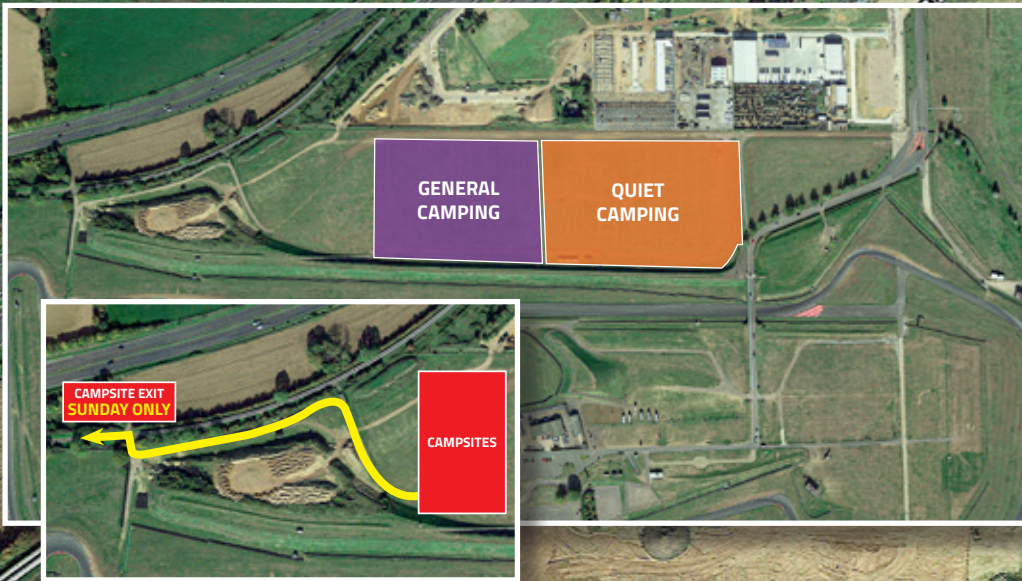 GENERAL
CAMPING
QUIET
CAMPING
CAMPSITE EXIT
SUNDAY ONLY
CAMPSITES